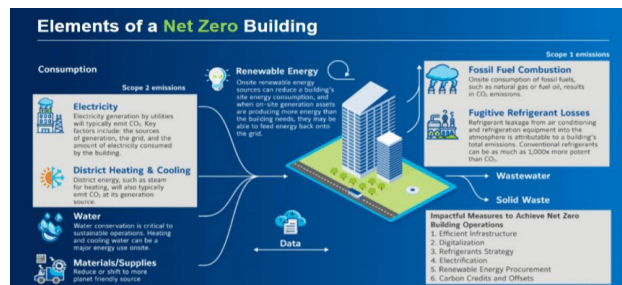 Elements of a Net Zero Building
Consumption
Scope 2 emissions
Electricity
Electricity generation by utilities
will typically emit CO₂. Key
factors include: the sources
of generation, the grid, and the
amount of electricity consumed
by the building.
District Heating & Cooling
District energy, such as steam
for heating, will also typically
emit CO₂ at its generation
source.
Water
Water conservation is critical to
sustainable operations. Heating
and cooling water can be a
major energy use onsite.
Materials/Supplies
Reduce or shift to more
planet friendly source
Renewable Energy
Onsite renewable energy
sources can reduce a building's
site energy consumption, and
when on-site generation assets
are producing more energy than
the building needs, they may be
able to feed energy back onto
the grid.
Data
Scope 1 emissions
Fossil Fuel Combustion
Onsite consumption of fossil fuels,
such as natural gas or fuel oil, results
in CO₂ emissions.
Fugitive Refrigerant Losses
Refrigerant leakage from air conditioning
and refrigeration equipment into the
atmosphere is attributable to a building's
total emissions. Conventional refrigerants
can be as much as 1,000x more potent
than CO₂.
Wastewater
Solid Waste
Impactful Measures to Achieve Net Zero
Building Operations
1. Efficient Infrastructure
2. Digitalization
3. Refrigerants Strategy
4. Electrification
5. Renewable Energy Procurement
6. Carbon Credits and Offsets